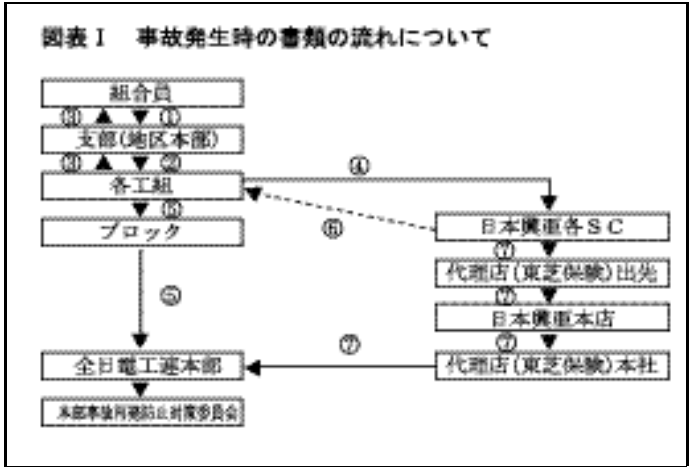 図表Ⅰ 事故発生時の書類の流れについて
組合員
③ ①
支部(地区本部)
③ ②
各工組
④
⑤
ブロック
⑥
日本興亜各ＳＣ
⑦
代理店(東芝保険)出先
⑦
日本興亜本店
⑦
代理店(東芝保険)本社
⑤
⑦
全日電工連本部
本部事故再発防止対策委員会